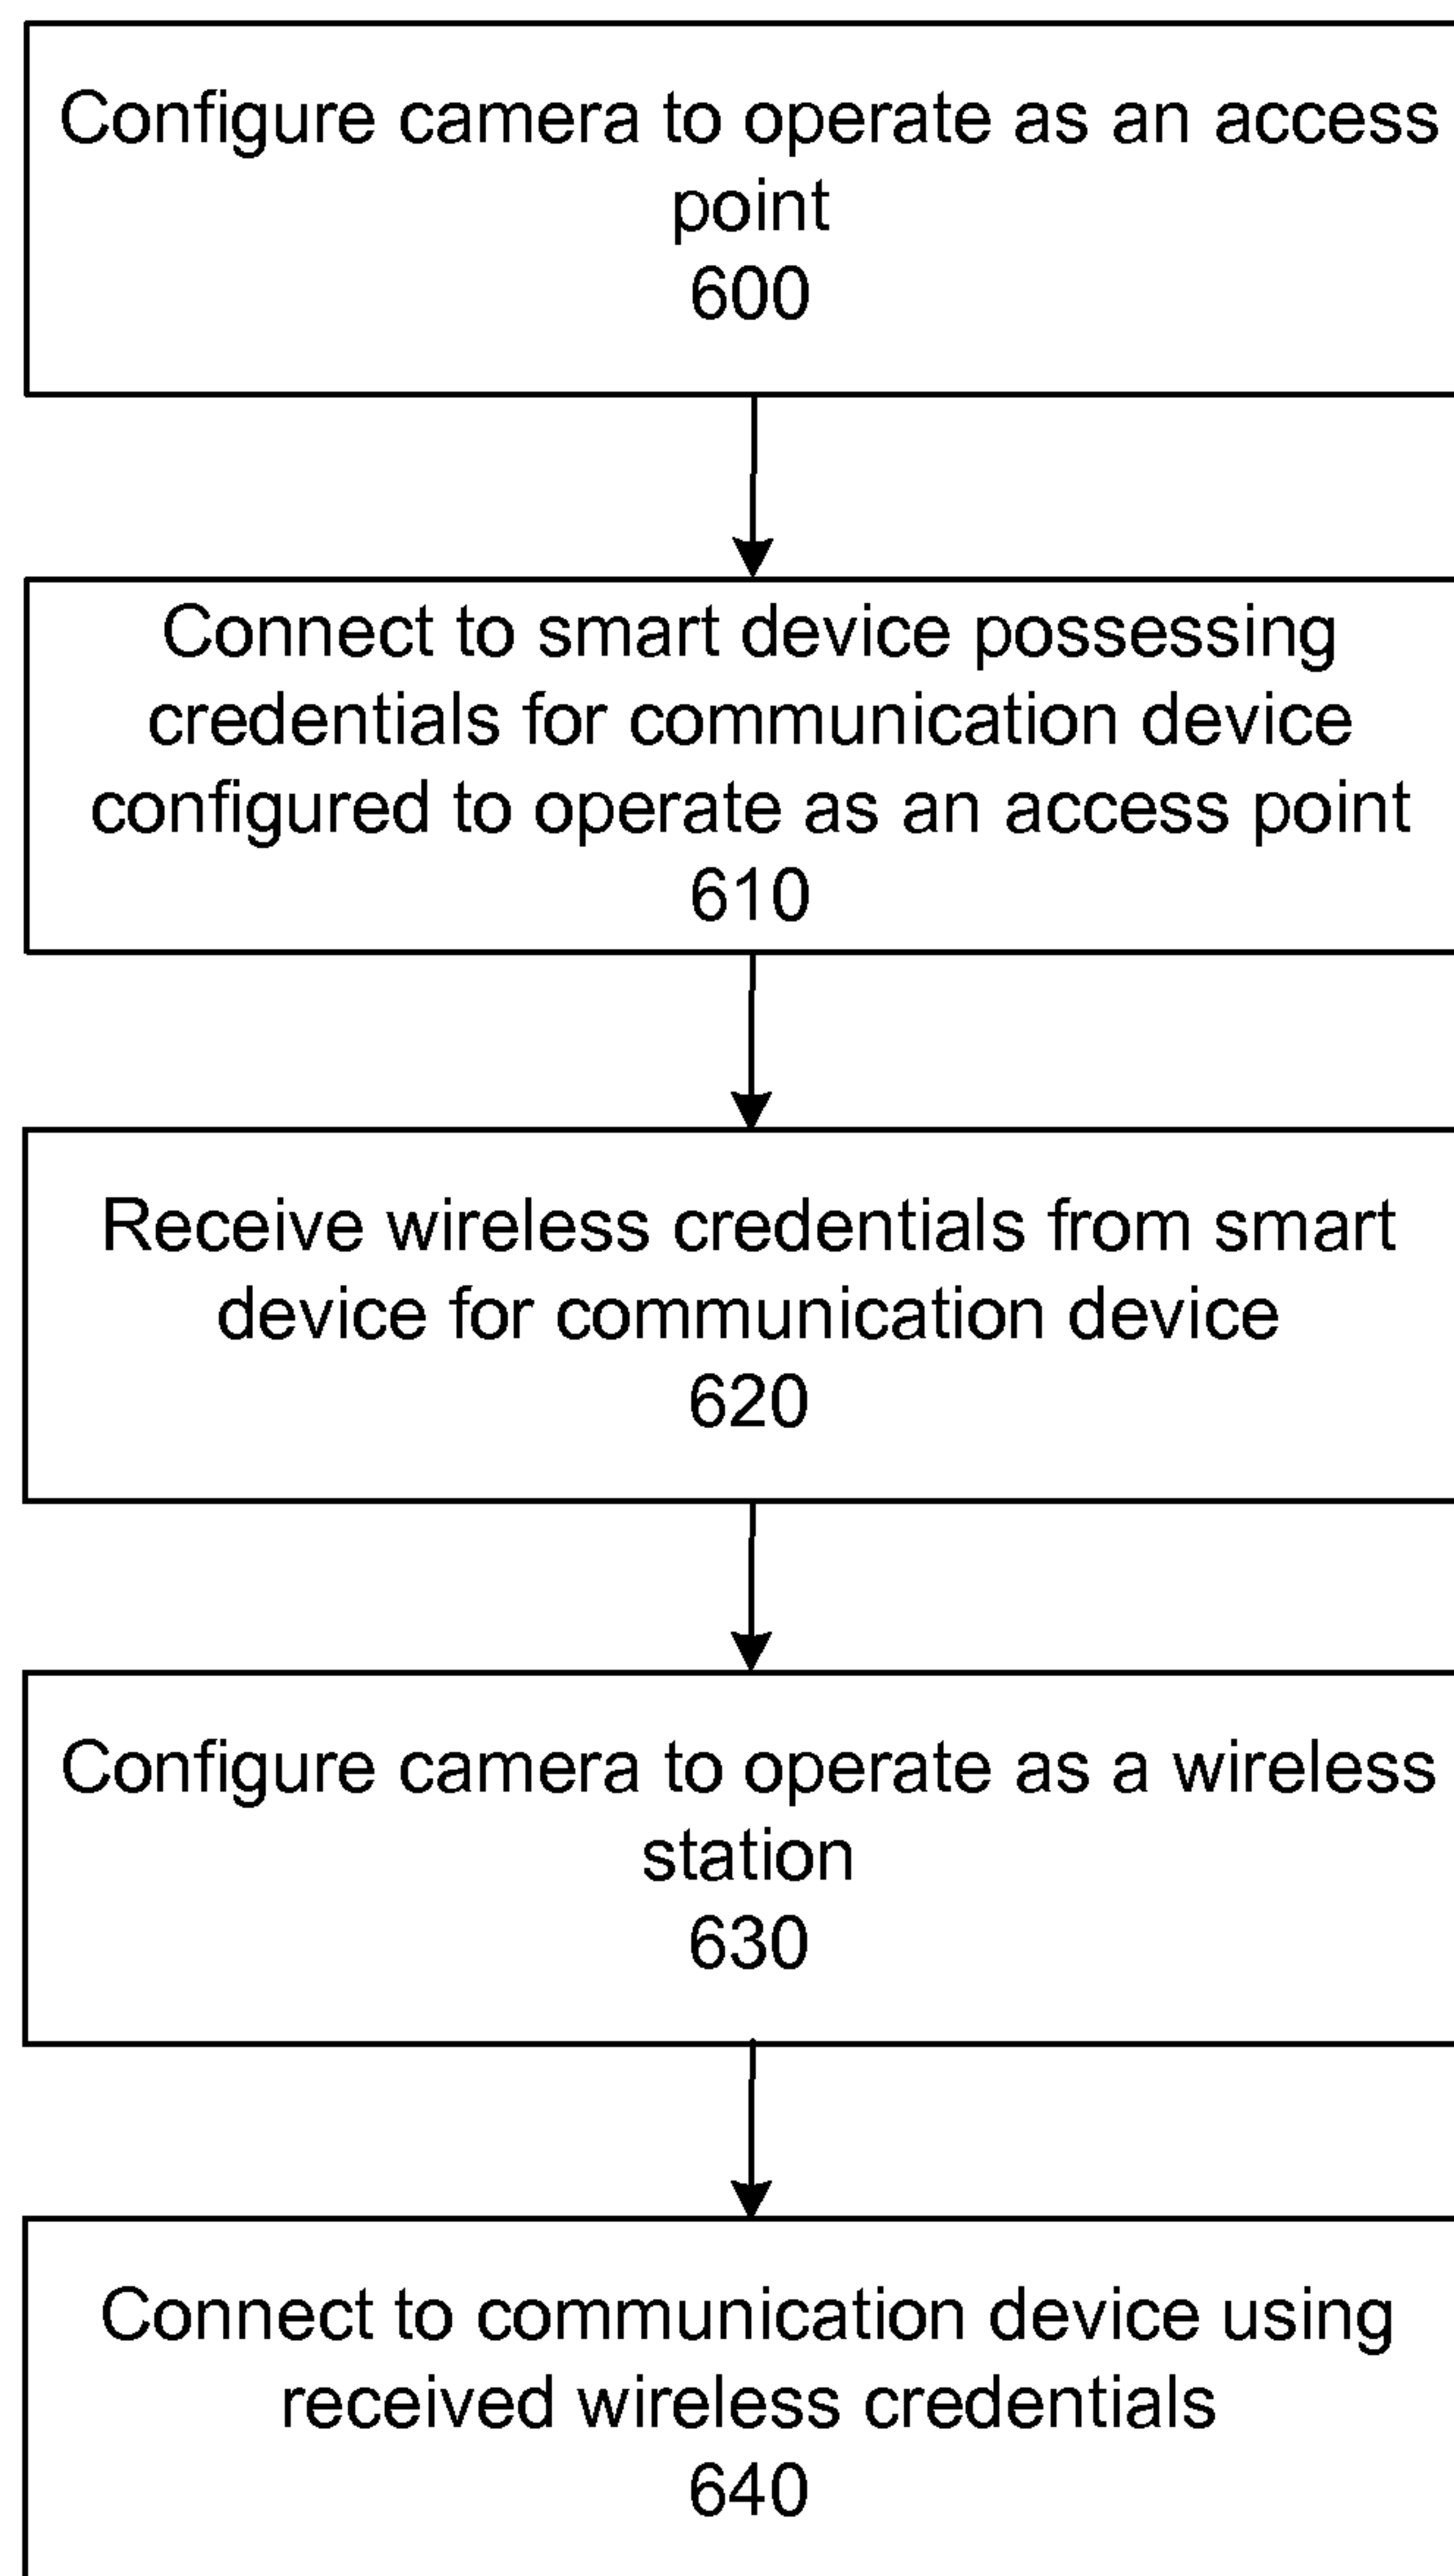 Configure camera to operate as an access
point
600
Connect to smart device possessing
credentials for communication device
configured to operate as an access point
610
Receive wireless credentials from smart
device for communication device
620
Configure camera to operate as a wireless
station
630
Connect to communication device using
received wireless credentials
640